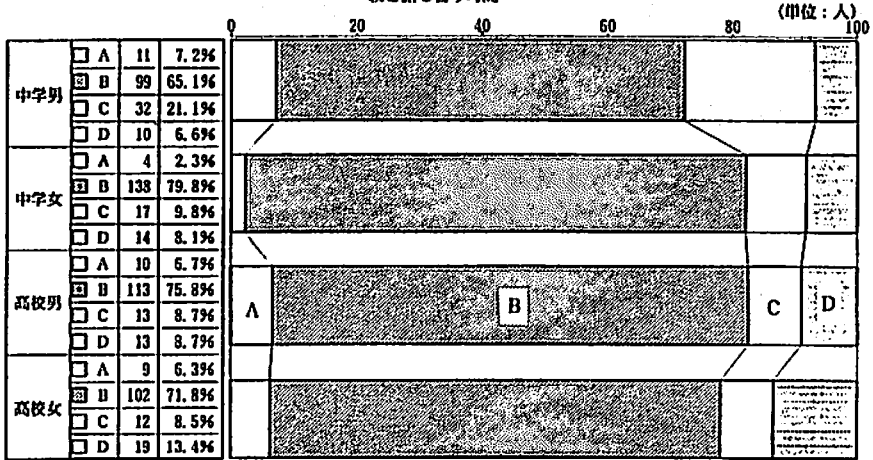 (単位：人)
0 20 40 60 80 100
中学男
A 11 7.2%
B 99 65.1%
C 32 21.1%
D 10 6.6%
中学女
A 4 2.3%
B 138 79.8%
C 17 9.8%
D 14 8.1%
高校男
A 10 6.7%
B 113 75.8%
C 13 8.7%
D 13 8.7%
A B C D
高校女
A 9 6.3%
B 102 71.8%
C 12 8.5%
D 19 13.4%